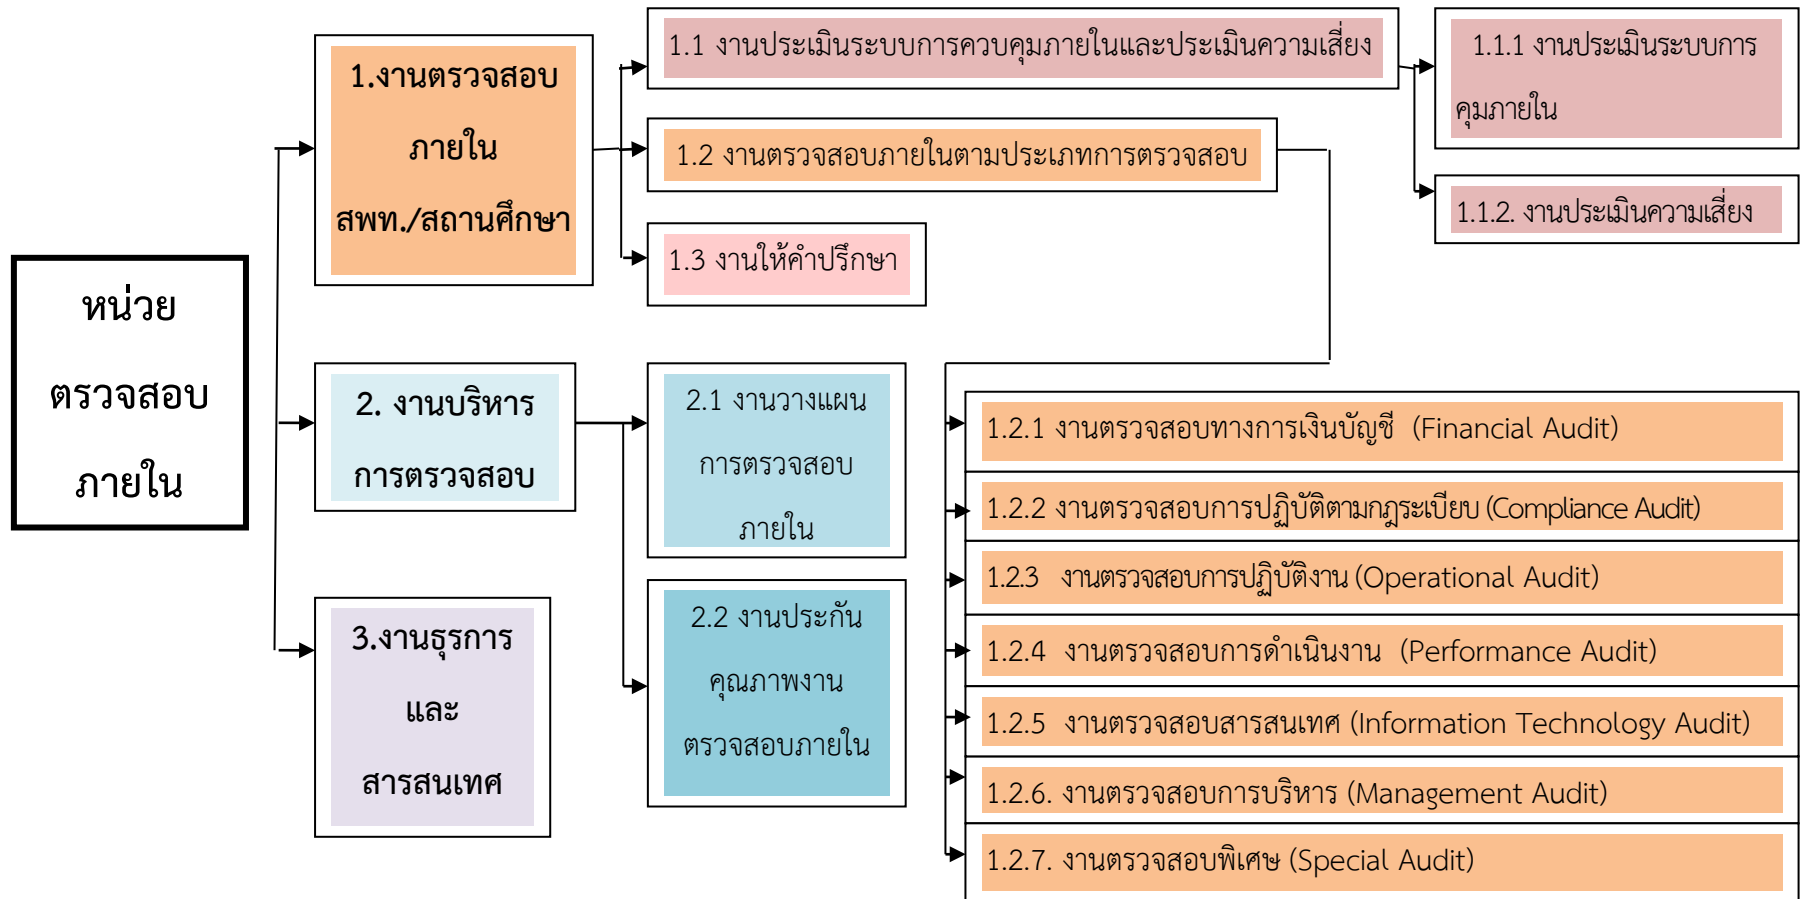 หน่วย
ตรวจสอบ
ภายใน
1.งานตรวจสอบ
ภายใน
สพท./สถานศึกษา
1.1 งานประเมินระบบการควบคุมภายในและประเมินความเสี่ยง
1.1.1 งานประเมินระบบการ
คุมภายใน
1.1.2. งานประเมินความเสี่ยง
1.2 งานตรวจสอบภายในตามประเภทการตรวจสอบ
1.3 งานให้คำปรึกษา
2. งานบริหาร
การตรวจสอบ
2.1 งานวางแผน
การตรวจสอบ
ภายใน
2.2 งานประกัน
คุณภาพงาน
ตรวจสอบภายใน
3.งานธุรการ
และ
สารสนเทศ
1.2.1 งานตรวจสอบทางการเงินบัญชี (Financial Audit)
1.2.2 งานตรวจสอบการปฏิบัติตามกฎระเบียบ (Compliance Audit)
1.2.3 งานตรวจสอบการปฏิบัติงาน (Operational Audit)
1.2.4 งานตรวจสอบการดำเนินงาน (Performance Audit)
1.2.5 งานตรวจสอบสารสนเทศ (Information Technology Audit)
1.2.6. งานตรวจสอบการบริหาร (Management Audit)
1.2.7. งานตรวจสอบพิเศษ (Special Audit)